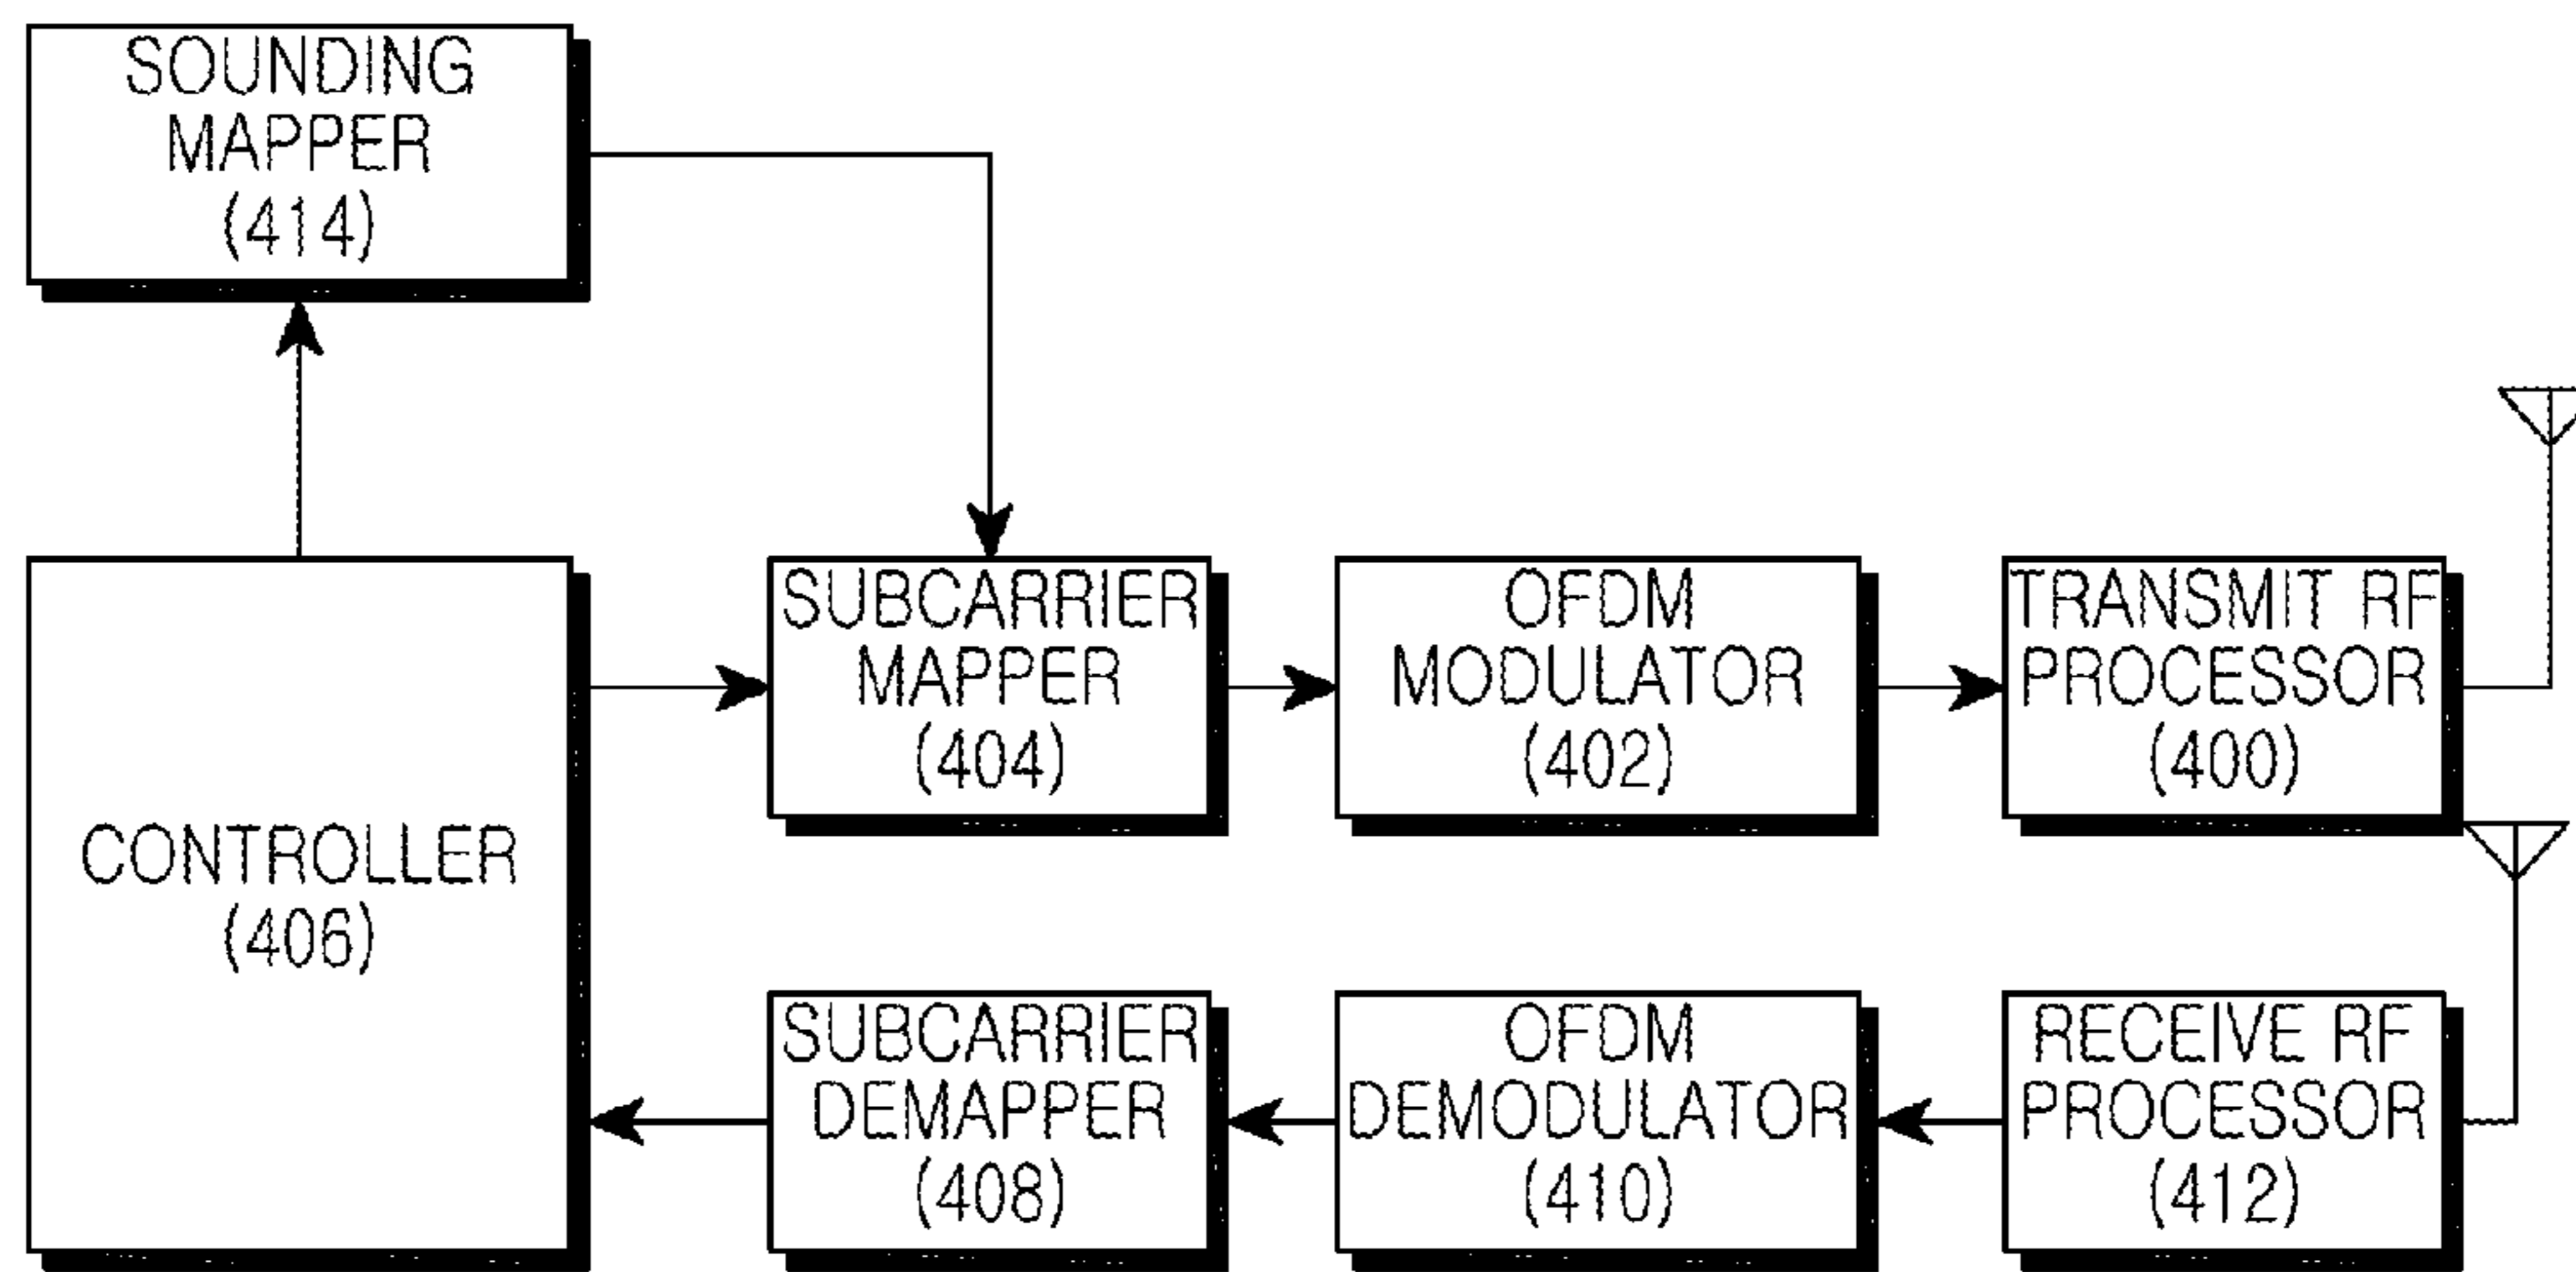 SOUNDING
MAPPER
(414)
SUBCARRIER
MAPPER
(404)
OFDM
MODULATOR
(402)
TRANSMIT RF
PROCESSOR
(400)
CONTROLLER
(406)
SUBCARRIER
DEMAPPER
(408)
OFDM
DEMODULATOR
(410)
RECEIVE RF
PROCESSOR
(412)